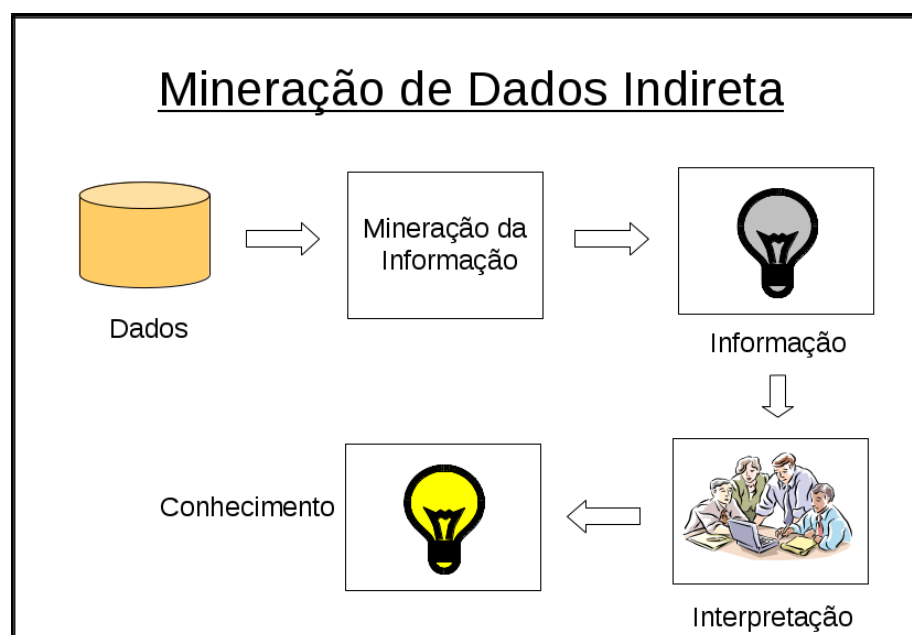 Mineração de Dados Indireta
Mineração da
Informação
Dados
Informação
Conhecimento
Interpretação